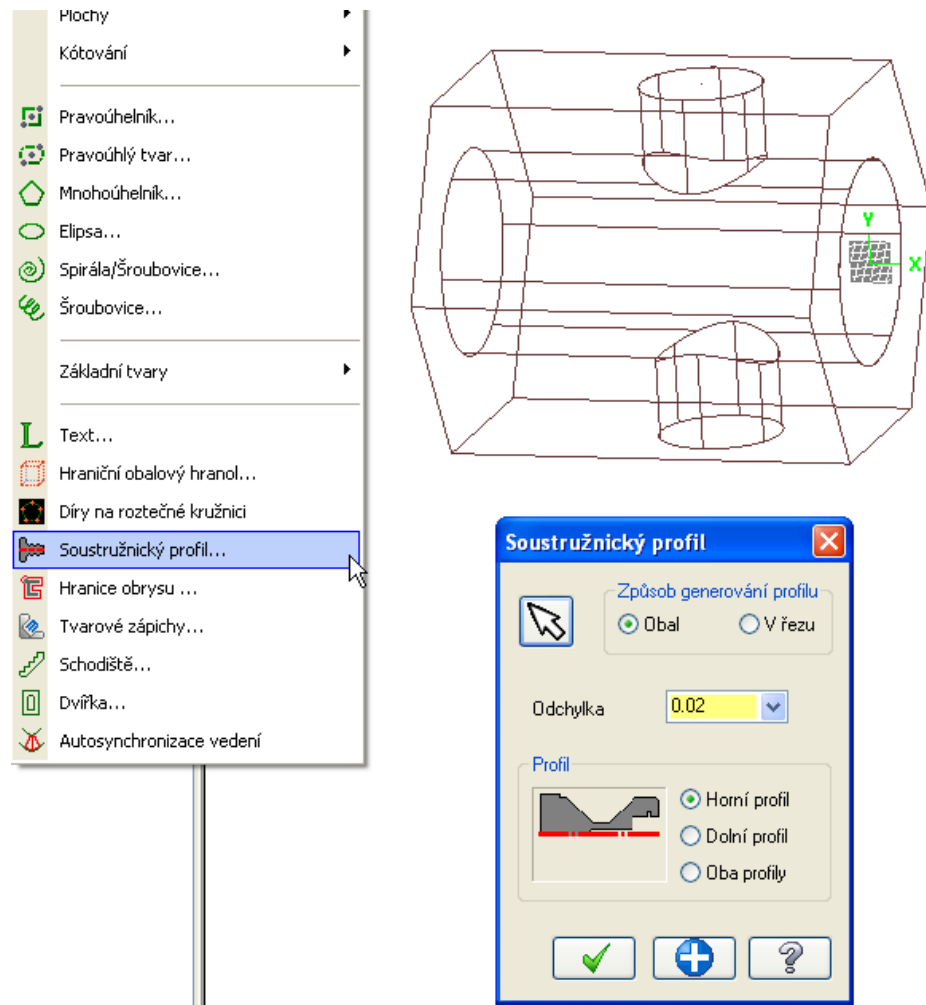 Plochy
Kótování
Pravoúhelník...
Pravoúhlý tvar...
Mnohoúhelník...
Elipsa...
Spirála/Šroubovice...
Šroubovice...
Základní tvary
Text...
Hraniční obalový hranol...
Díry na roztečné kružnici
Soustružnický profil...
Hranice obrysu ...
Tvarové zápichy...
Schodiště...
Dvířka...
Autosynchronizace vedení
Y
X
Soustružnický profil
Způsob generování profilu
Obal
V řezu
Odchylka
0.02
Profil
Horní profil
Dolní profil
Oba profily